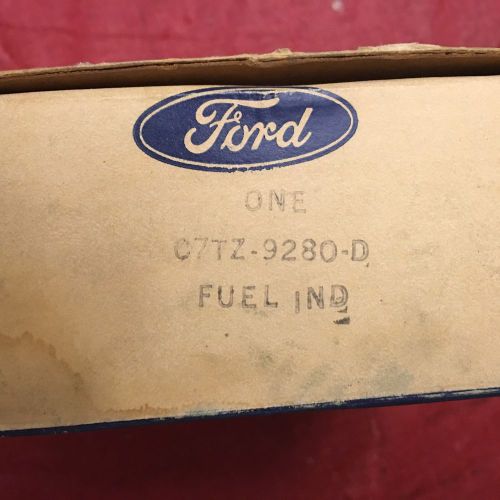 Ford
ONE
C7TZ-9280-D
FUEL IND